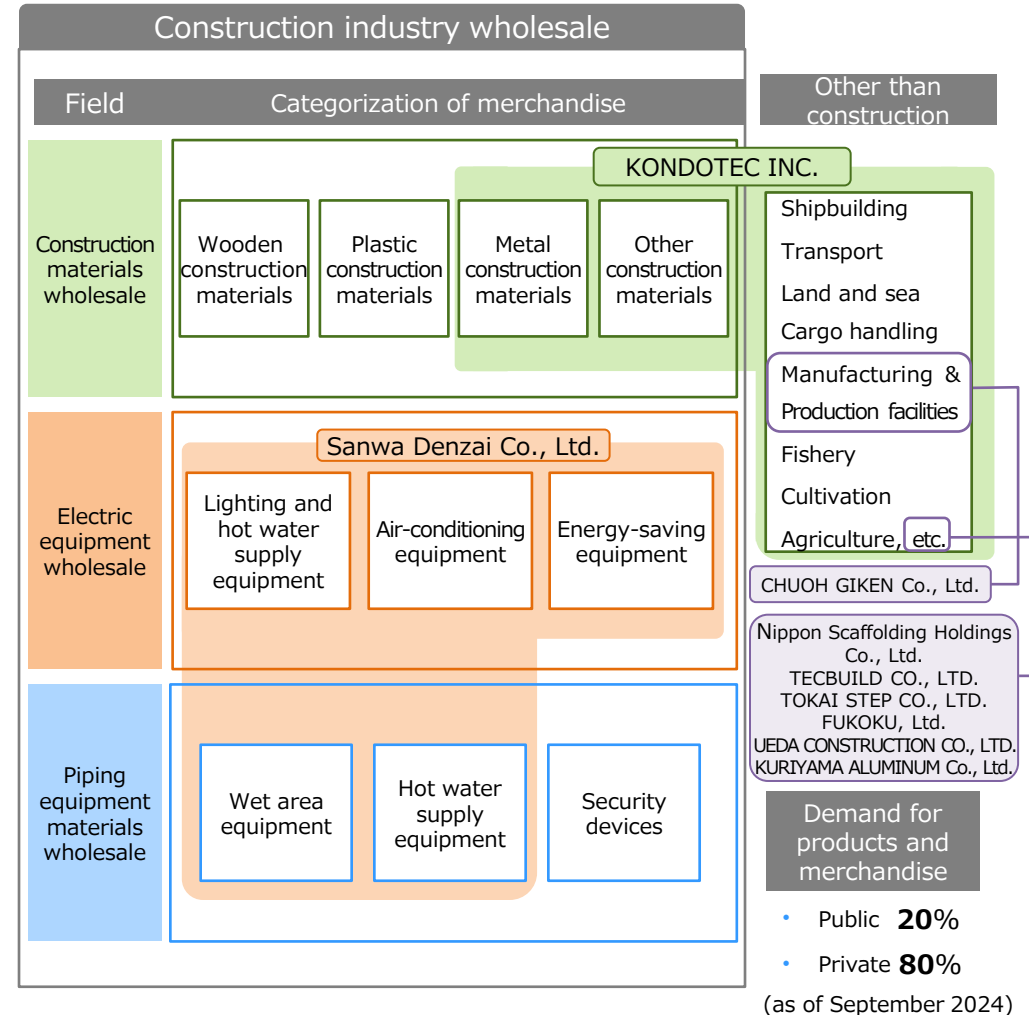 Construction industry wholesale
Field
Categorization of merchandise
Other than
construction
KONDOTEC INC.
Construction
materials
wholesale
Wooden
construction
materials
Plastic
construction
materials
Metal
construction
materials
Other
construction
materials
Shipbuilding
Transport
Land and sea
Cargo handling
Manufacturing &
Production facilities
Fishery
Cultivation
Agriculture, etc.
Electric
equipment
wholesale
Sanwa Denzai Co., Ltd.
Lighting and
hot water
supply
equipment
Air-conditioning
equipment
Energy-saving
equipment
CHUOH GIKEN Co., Ltd.
Nippon Scaffolding Holdings
Co., Ltd.
TECBUILD CO., LTD.
TOKAI STEP CO., LTD.
FUKOKU, Ltd.
UEDA CONSTRUCTION CO., LTD.
KURIYAMA ALUMINUM Co., Ltd.
Piping
equipment
materials
wholesale
Wet area
equipment
Hot water
supply
equipment
Security
devices
Demand for
products and
merchandise
• Public 20%
• Private 80%
(as of September 2024)